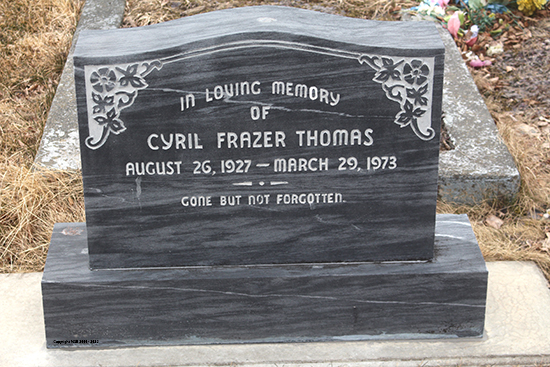 In Loving Memory
of
Cyril Frazer Thomas
August 26, 1927 — March 29, 1973
Gone but not forgotten.